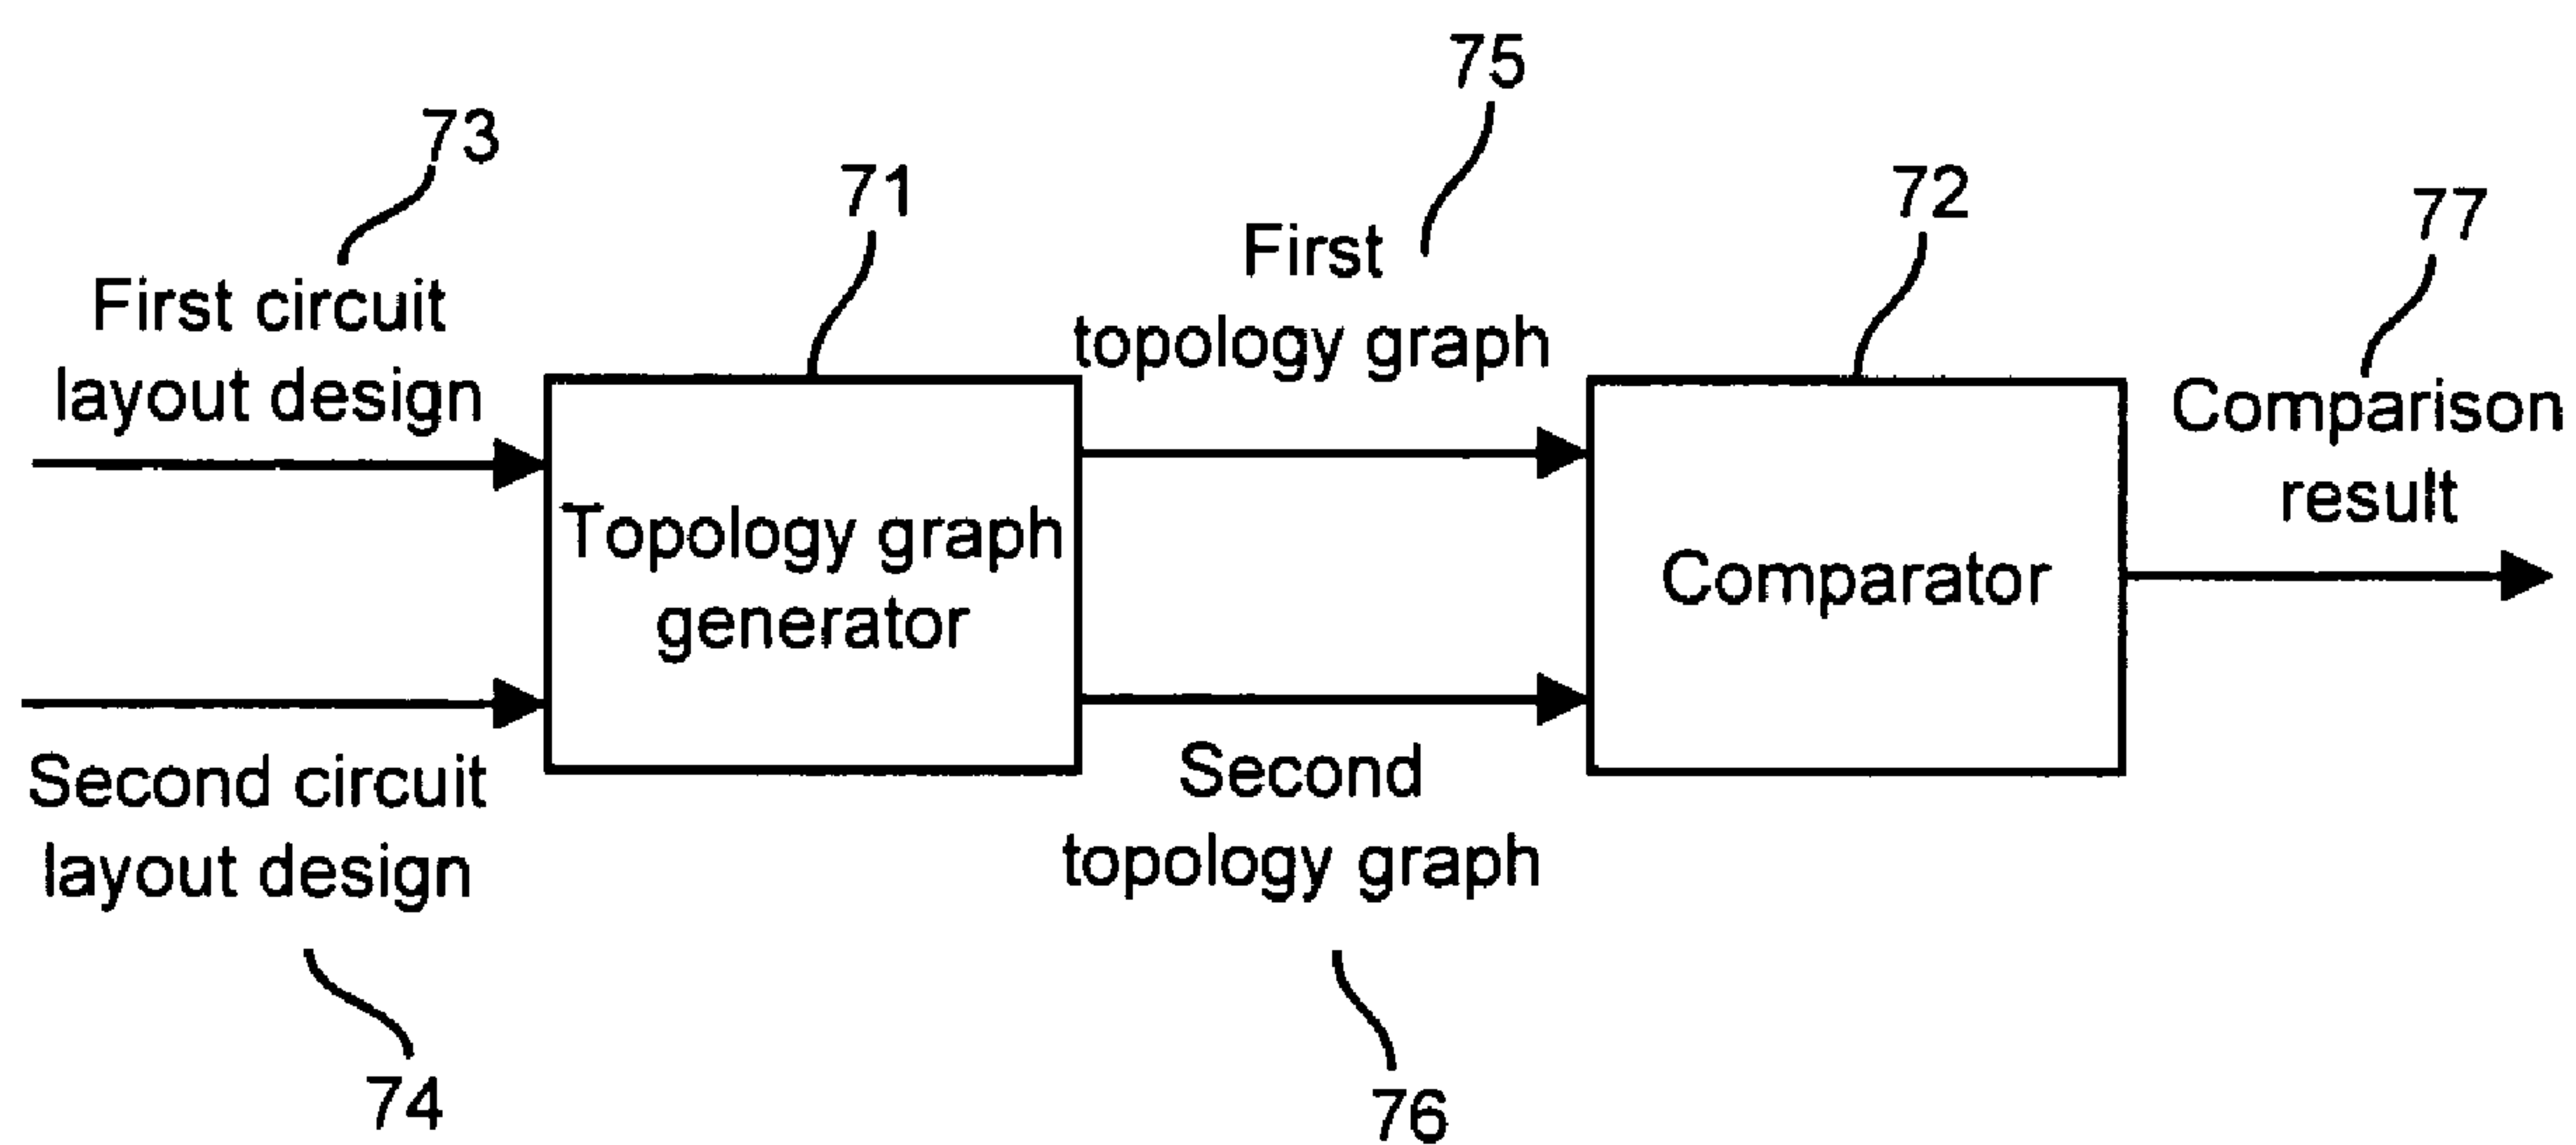 75
73
71
72
77
First circuit
layout design
First
topology graph
Comparison
result
Topology graph
generator
Comparator
Second circuit
layout design
Second
topology graph
74
76